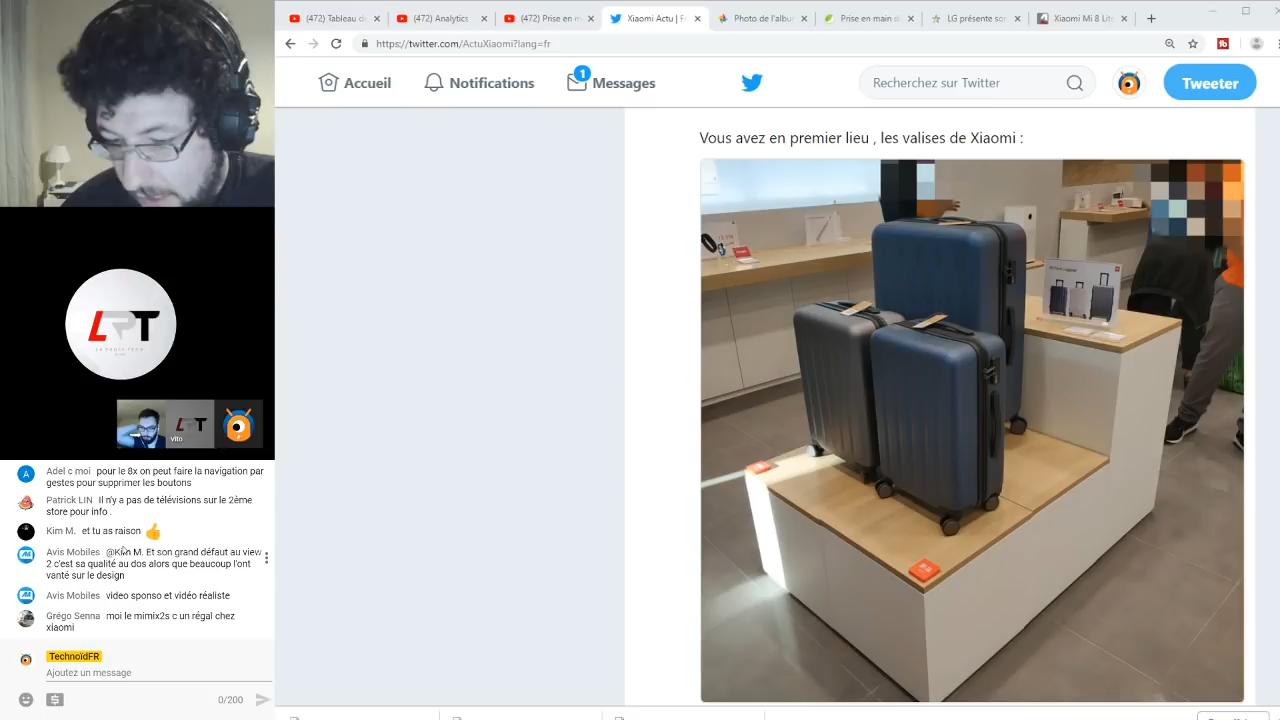 (472) Tableau d
(472) Analytics
(472) Prise en m
Xiaomi Actu | F
Photo de l'albur
Prise en main d
LG présente sor
Xiaomi Mi 8 Lite
https://twitter.com/ActuXiaomi?lang=fr
Accueil
Notifications
1
Messages
Recherchez sur Twitter
Tweeter
Vous avez en premier lieu , les valises de Xiaomi :
LPT
vito
Adel c moi pour le 8x on peut faire la navigation par
gestes pour supprimer les boutons
Patrick LIN Il n'y a pas de télévisions sur le 2ème
store pour info .
Kim M. et tu as raison
Avis Mobiles @Kim M. Et son grand défaut au view
2 c'est sa qualité au dos alors que beaucoup l'ont
vanté sur le design
Avis Mobiles video sponso et vidéo réaliste
Grégo Senna moi le mimix2s c un régal chez
xiaomi
TechnoïdFR
Ajoutez un message
0/200